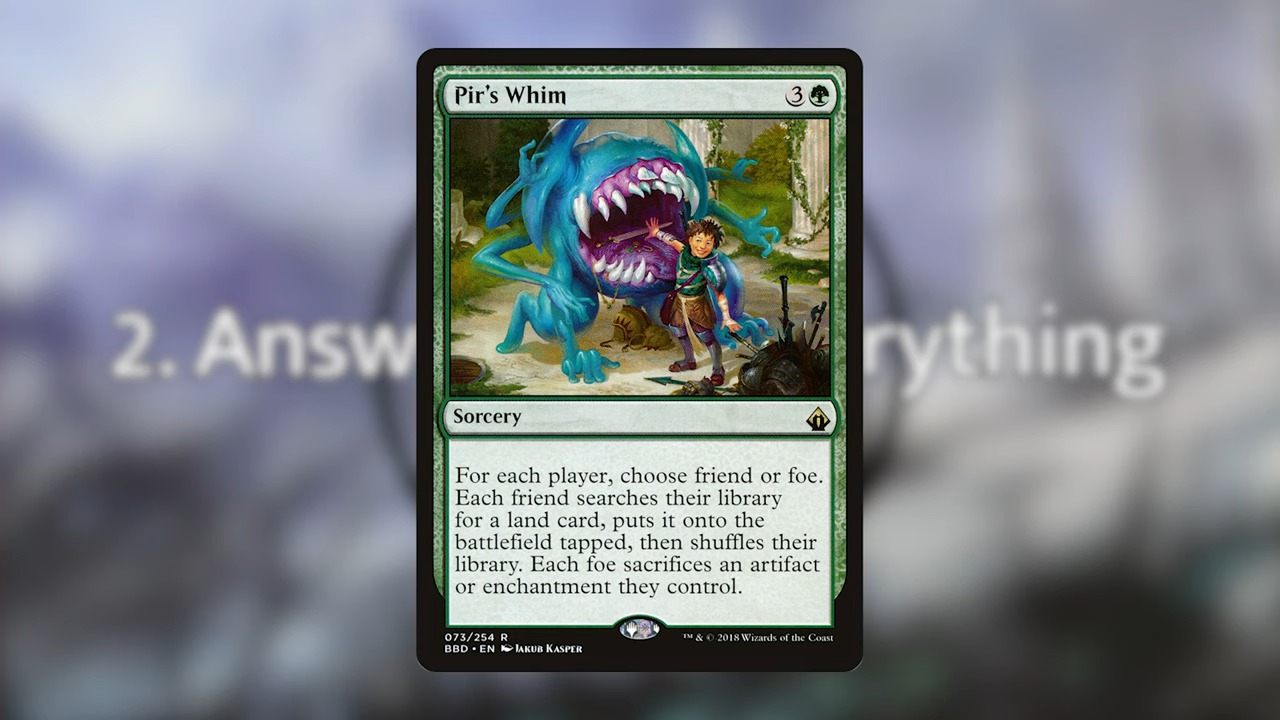 Pir's Whim 3
2. Answ rything
Sorcery
For each player, choose friend or foe.
Each friend searches their library
for a land card, puts it onto the
battlefield tapped, then shuffles their
library. Each foe sacrifices an artifact
or enchantment they control.
073/254 R
BBD • EN Jakub Kasper
™ & © 2018 Wizards of the Coast